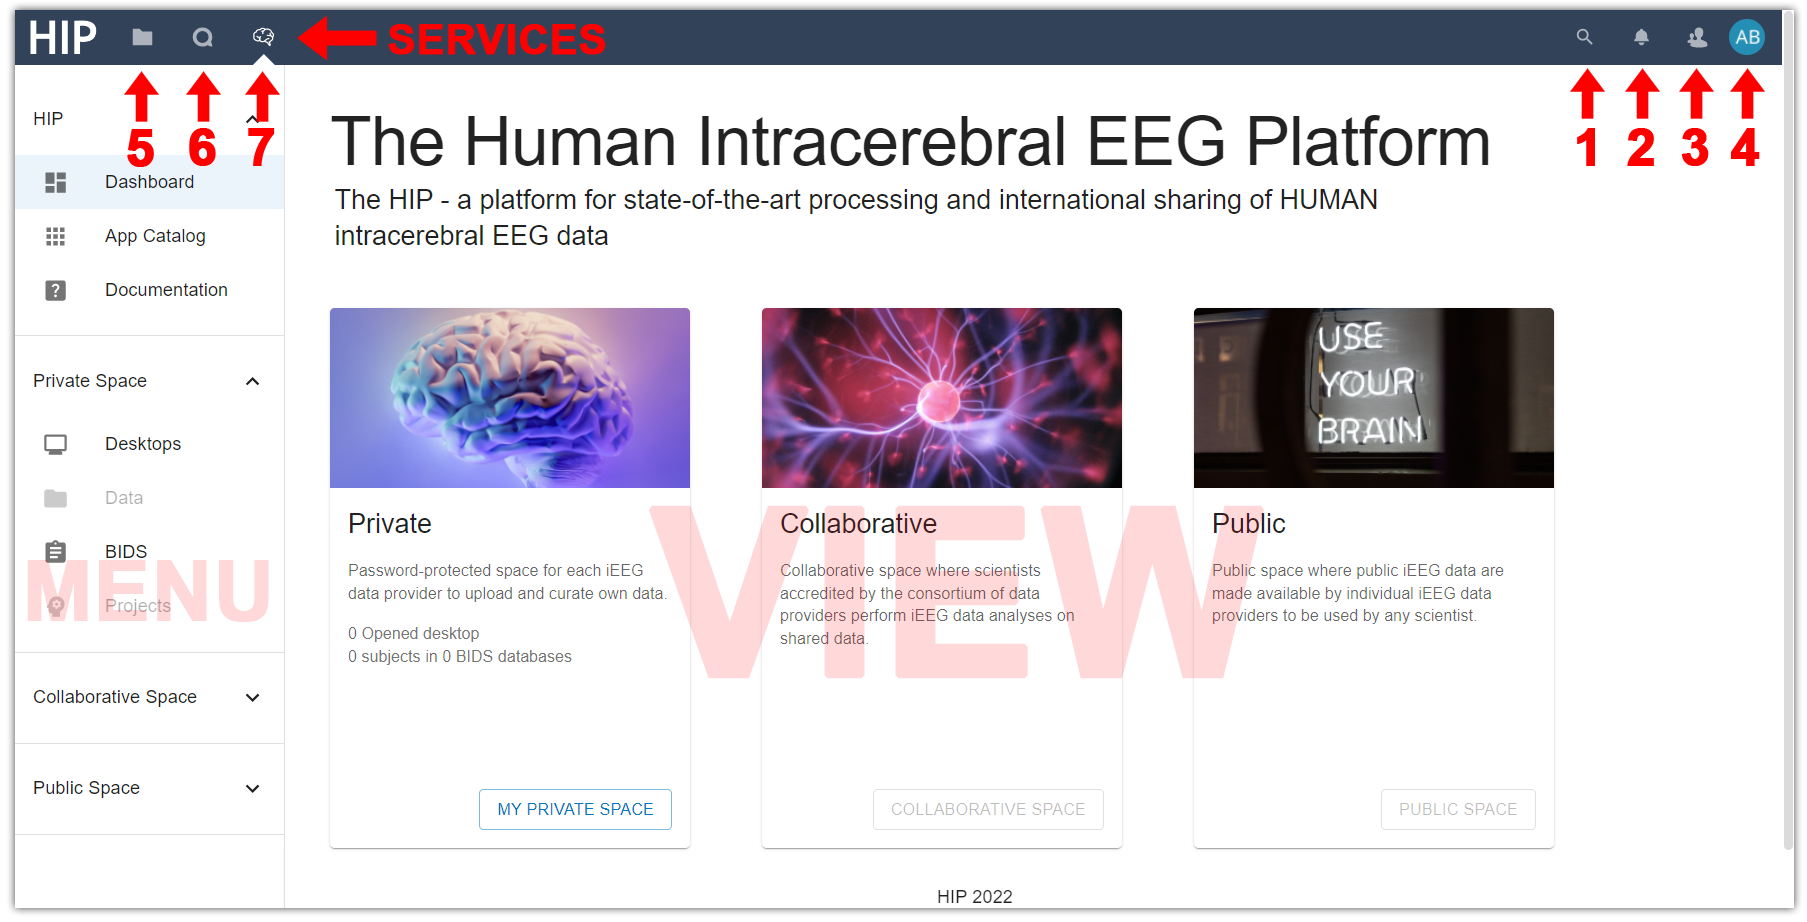 HIP
SERVICES
AB
5
6
7
1
2
3
4
HIP
Dashboard
App Catalog
?
Documentation
Private Space
Desktops
Data
BIDS
Projects
MENU
Collaborative Space
Public Space
The Human Intracerebral EEG Platform
The HIP - a platform for state-of-the-art processing and international sharing of HUMAN
intracerebral EEG data
USE
YOUR
BRAIN
VIEW
Private
Password-protected space for each iEEG
data provider to upload and curate own data.
0 Opened desktop
0 subjects in 0 BIDS databases
MY PRIVATE SPACE
Collaborative
Collaborative space where scientists
accredited by the consortium of data
providers perform iEEG data analyses on
shared data.
COLLABORATIVE SPACE
Public
Public space where public iEEG data are
made available by individual iEEG data
providers to be used by any scientist.
PUBLIC SPACE
HIP 2022